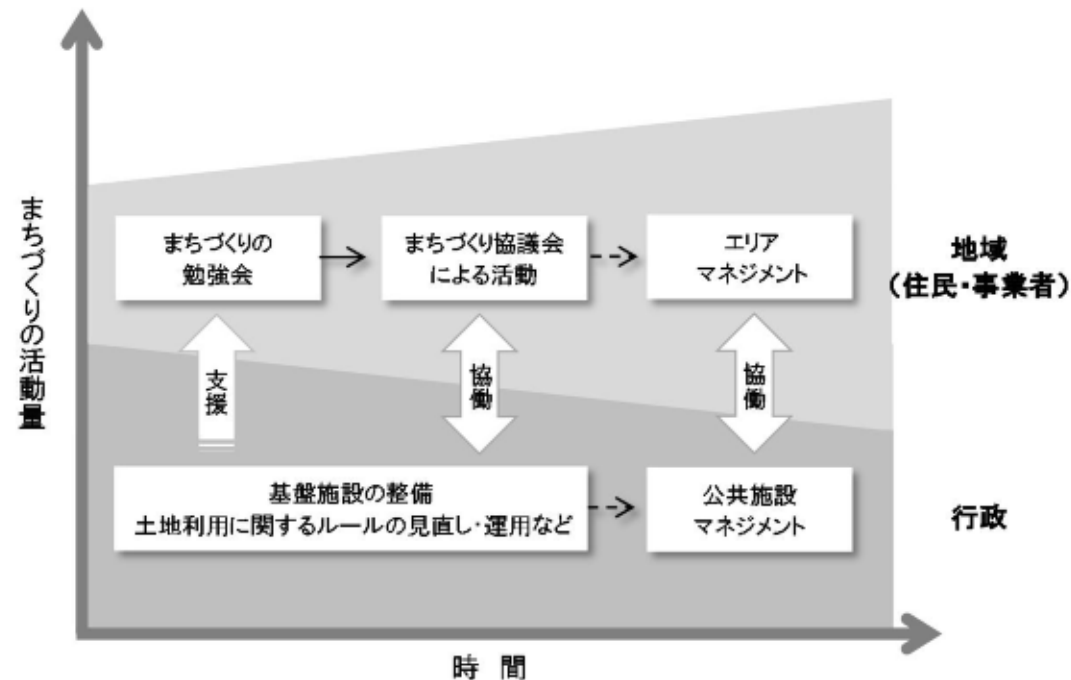 まちづくりの活動量
まちづくりの
勉強会
まちづくり協議会
による活動
エリア
マネジメント
地域
（住民・事業者）
支援
協働
協働
基盤施設の整備
土地利用に関するルールの見直し・運用など
公共施設
マネジメント
行政
時間